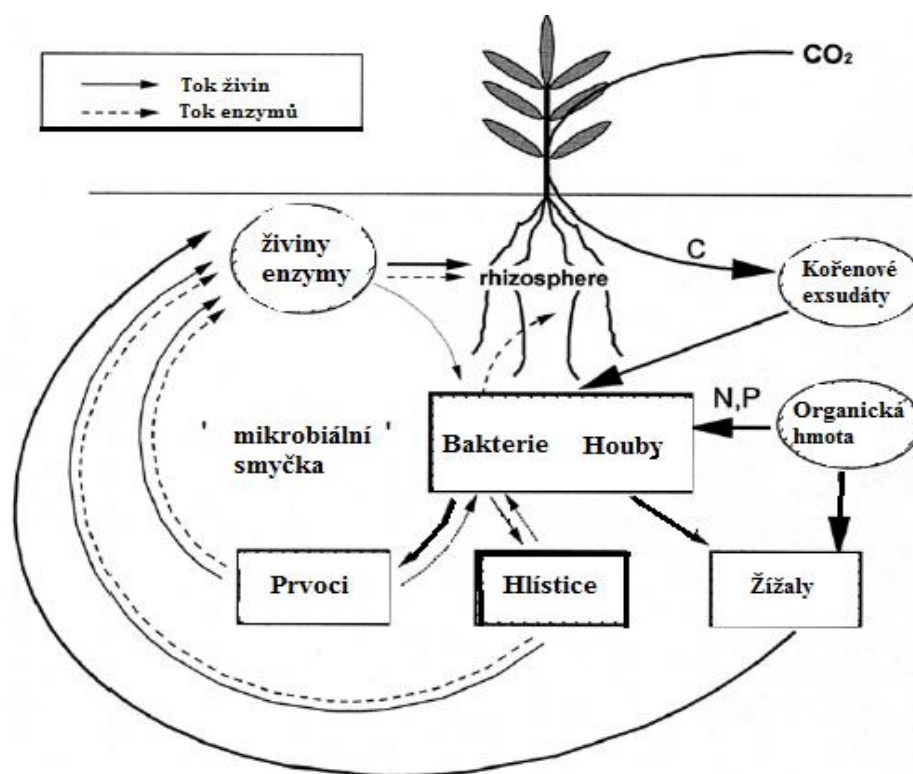 Tok živin
Tok enzymů
CO₂
živiny
enzymy
rhizosphere
C
Kořenové
exsudáty
N,P
Organická
hmota
' mikrobiální '
smyčka
Bakterie Houby
Prvoci
Hlístice
Žížaly